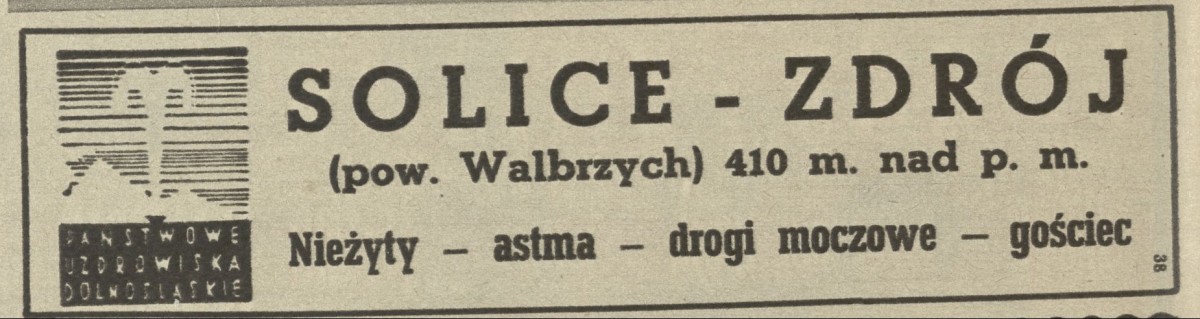 SOLICE - ZDRÓJ
(pow. Walbrzych) 410 m. nad p. m.
Nieżyty – astma – drogi moczowe – gościec
PAŃSTWOWE
UZDROWISKA
DOLNOŚLĄSKIE
38